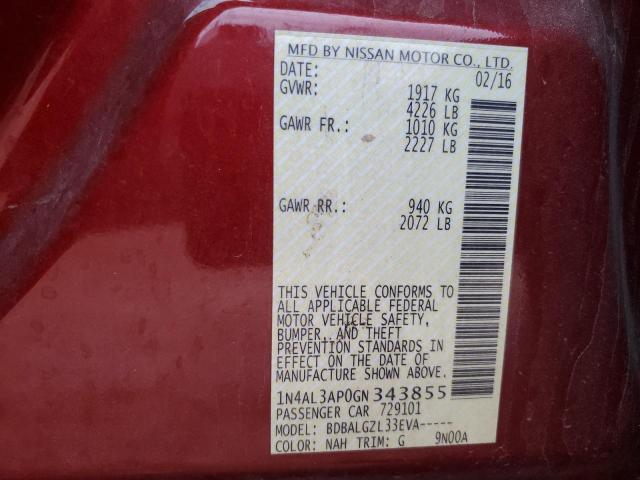 MFD BY NISSAN MOTOR CO., LTD.
DATE: 02/16
GVWR: 1917 KG
4226 LB
GAWR FR.: 1010 KG
2227 LB
GAWR RR.: 940 KG
2072 LB
THIS VEHICLE CONFORMS TO
ALL APPLICABLE FEDERAL
MOTOR VEHICLE SAFETY,
BUMPER, AND THEFT
PREVENTION STANDARDS IN
EFFECT ON THE DATE OF
MANUFACTURE SHOWN ABOVE.
1N4AL3AP0GN343855
PASSENGER CAR 729101
MODEL: BDBALGZL33EVA-----
COLOR: NAH TRIM: G 9N00A